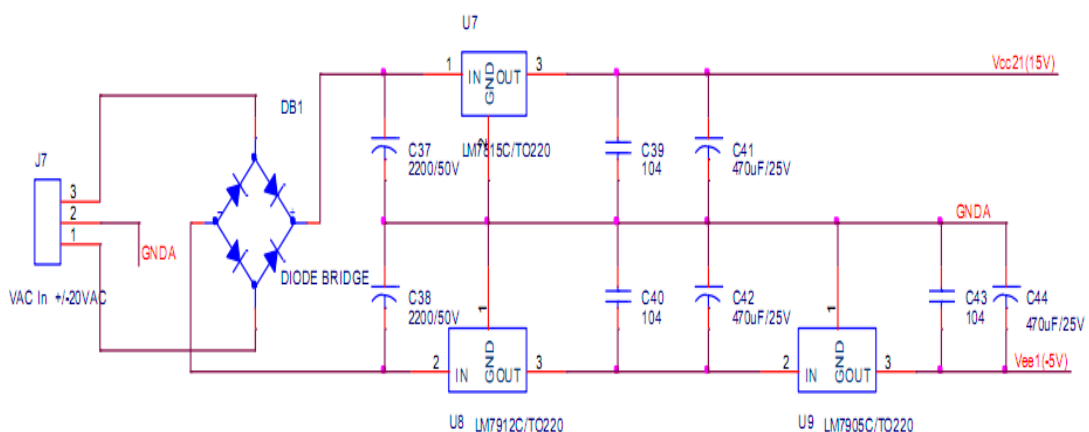 U7
1
IN
GND
OUT
3
Vcc21(15V)
2
LM7815C/TO220
DB1
C37
2200/50V
C39
104
C41
470uF/25V
J7
3
2
1
GNDA
VAC In +/-20VAC
-
+
DIODE BRIDGE
GNDA
C38
2200/50V
C40
104
C42
470uF/25V
C43
104
C44
470uF/25V
1
2
IN
GND
OUT
3
1
2
IN
GND
OUT
3
Vee1(-5V)
U8
LM7912C/TO220
U9
LM7905C/TO220